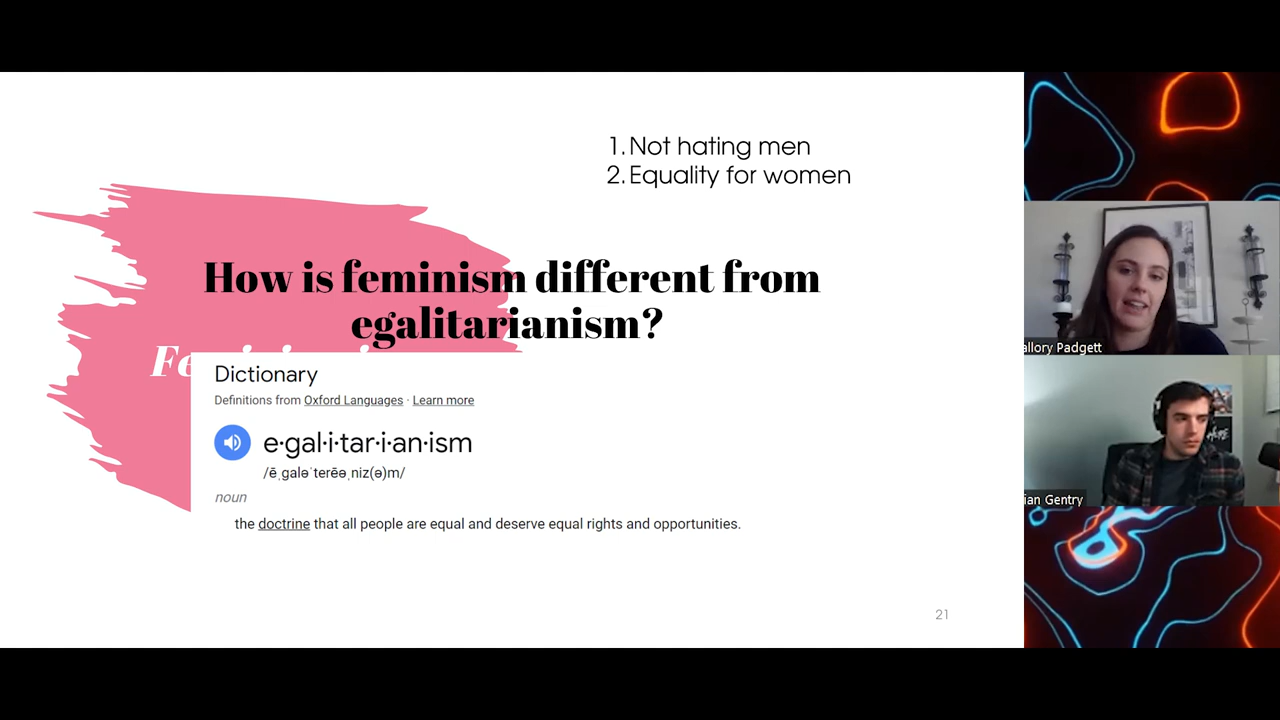 1. Not hating men
2. Equality for women
How is feminism different from
egalitarianism?
Dictionary
Definitions from Oxford Languages · Learn more
e·gal·i·tar·i·an·ism
/ēˌɡaləˈterēəˌniz(ə)m/
noun
the doctrine that all people are equal and deserve equal rights and opportunities.
21
allory Padgett
ian Gentry